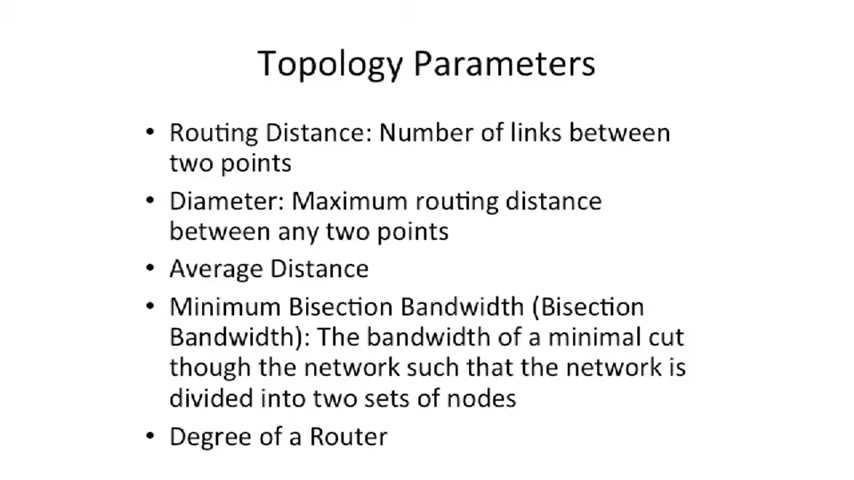 Topology Parameters
• Routing Distance: Number of links between
two points
• Diameter: Maximum routing distance
between any two points
• Average Distance
• Minimum Bisection Bandwidth (Bisection
Bandwidth): The bandwidth of a minimal cut
though the network such that the network is
divided into two sets of nodes
• Degree of a Router